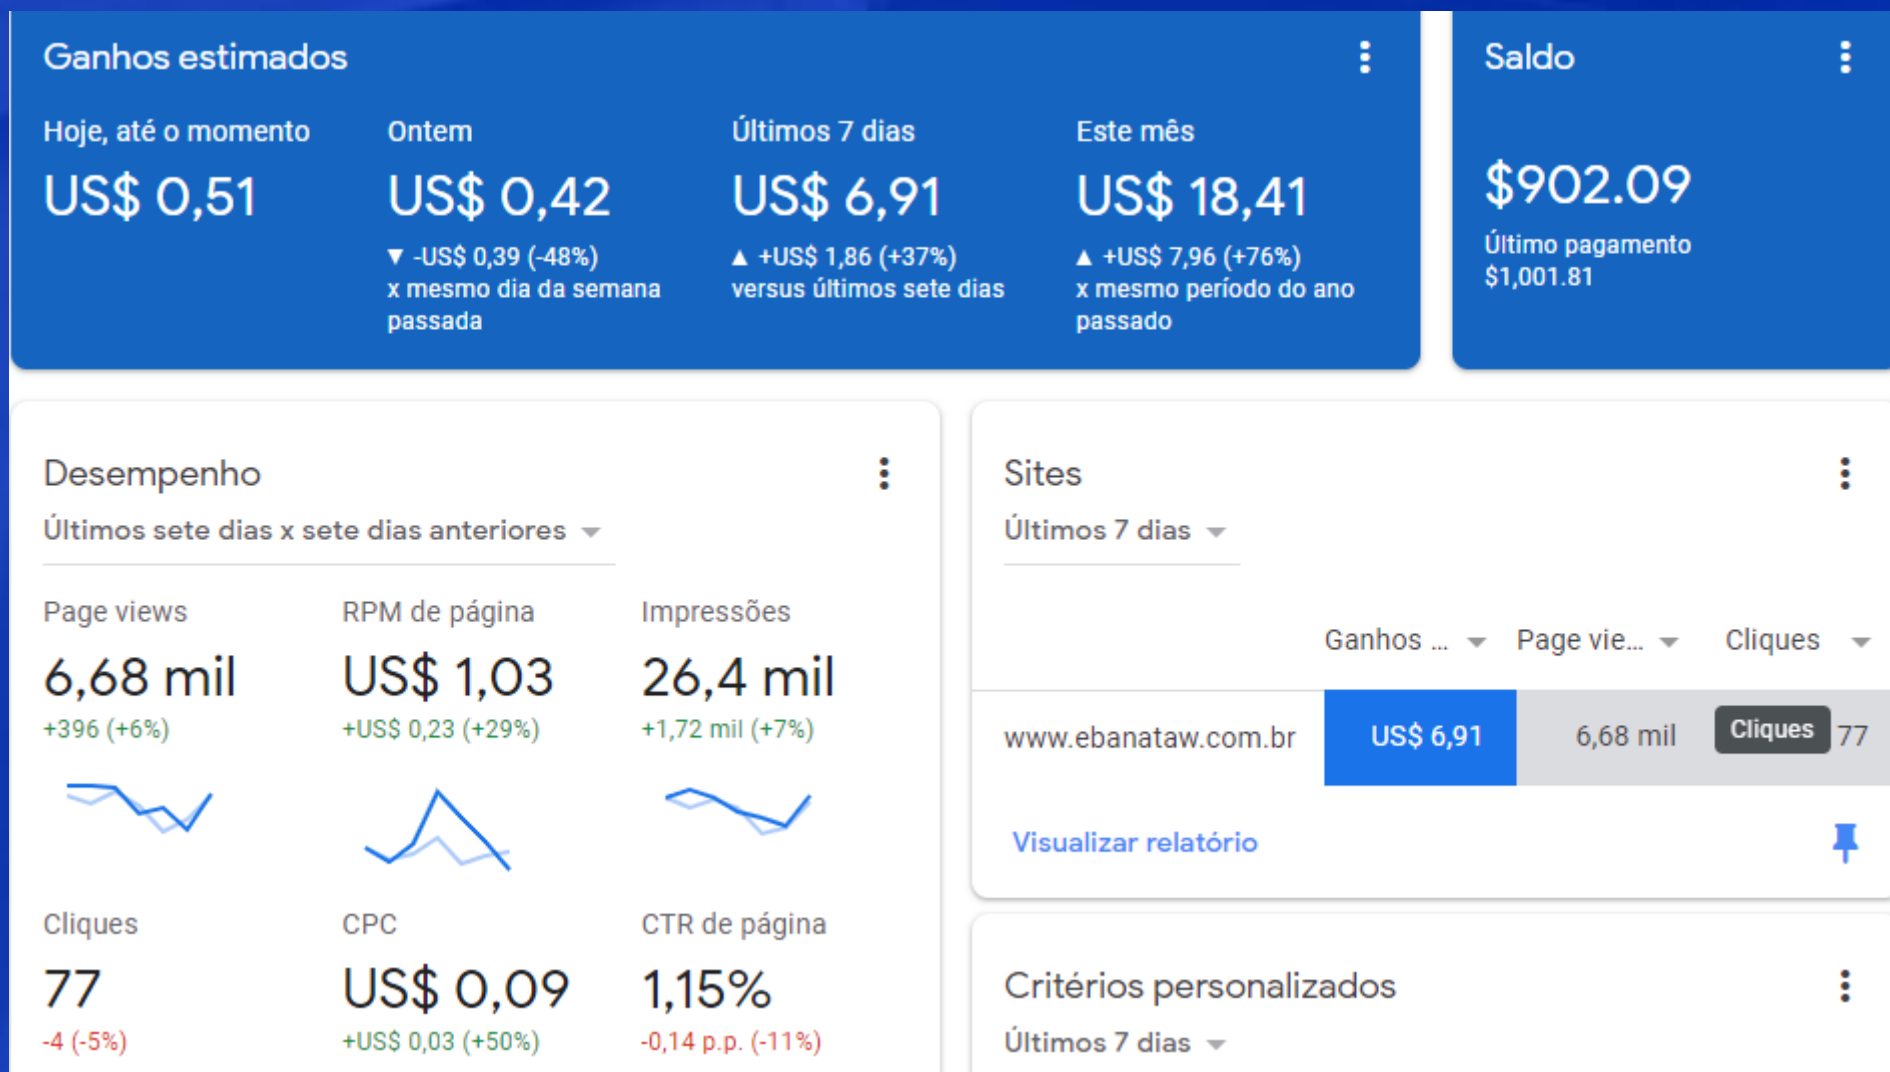 Ganhos estimados
Hoje, até o momento
US$ 0,51
Ontem
US$ 0,42
▼ -US$ 0,39 (-48%)
x mesmo dia da semana
passada
Últimos 7 dias
US$ 6,91
▲ +US$ 1,86 (+37%)
versus últimos sete dias
Este mês
US$ 18,41
▲ +US$ 7,96 (+76%)
x mesmo período do ano
passado
Saldo
$902.09
Último pagamento
$1,001.81
Desempenho
Últimos sete dias x sete dias anteriores
Page views
6,68 mil
+396 (+6%)
RPM de página
US$ 1,03
+US$ 0,23 (+29%)
Impressões
26,4 mil
+1,72 mil (+7%)
Cliques
77
-4 (-5%)
CPC
US$ 0,09
+US$ 0,03 (+50%)
CTR de página
1,15%
-0,14 p.p. (-11%)
Sites
Últimos 7 dias
Ganhos ... Page vie... Cliques
www.ebanataw.com.br US$ 6,91 6,68 mil Cliques 77
Visualizar relatório
Critérios personalizados
Últimos 7 dias